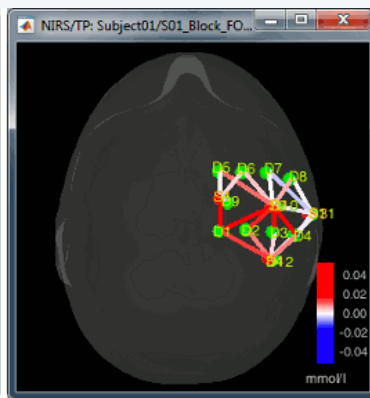 NIRS/TP: Subject01/S01_Block_FO...
D5 D6 D7 D8
D9
D1 D2 D3 D4
0.04
0.02
0.00
-0.02
-0.04
mmol/l